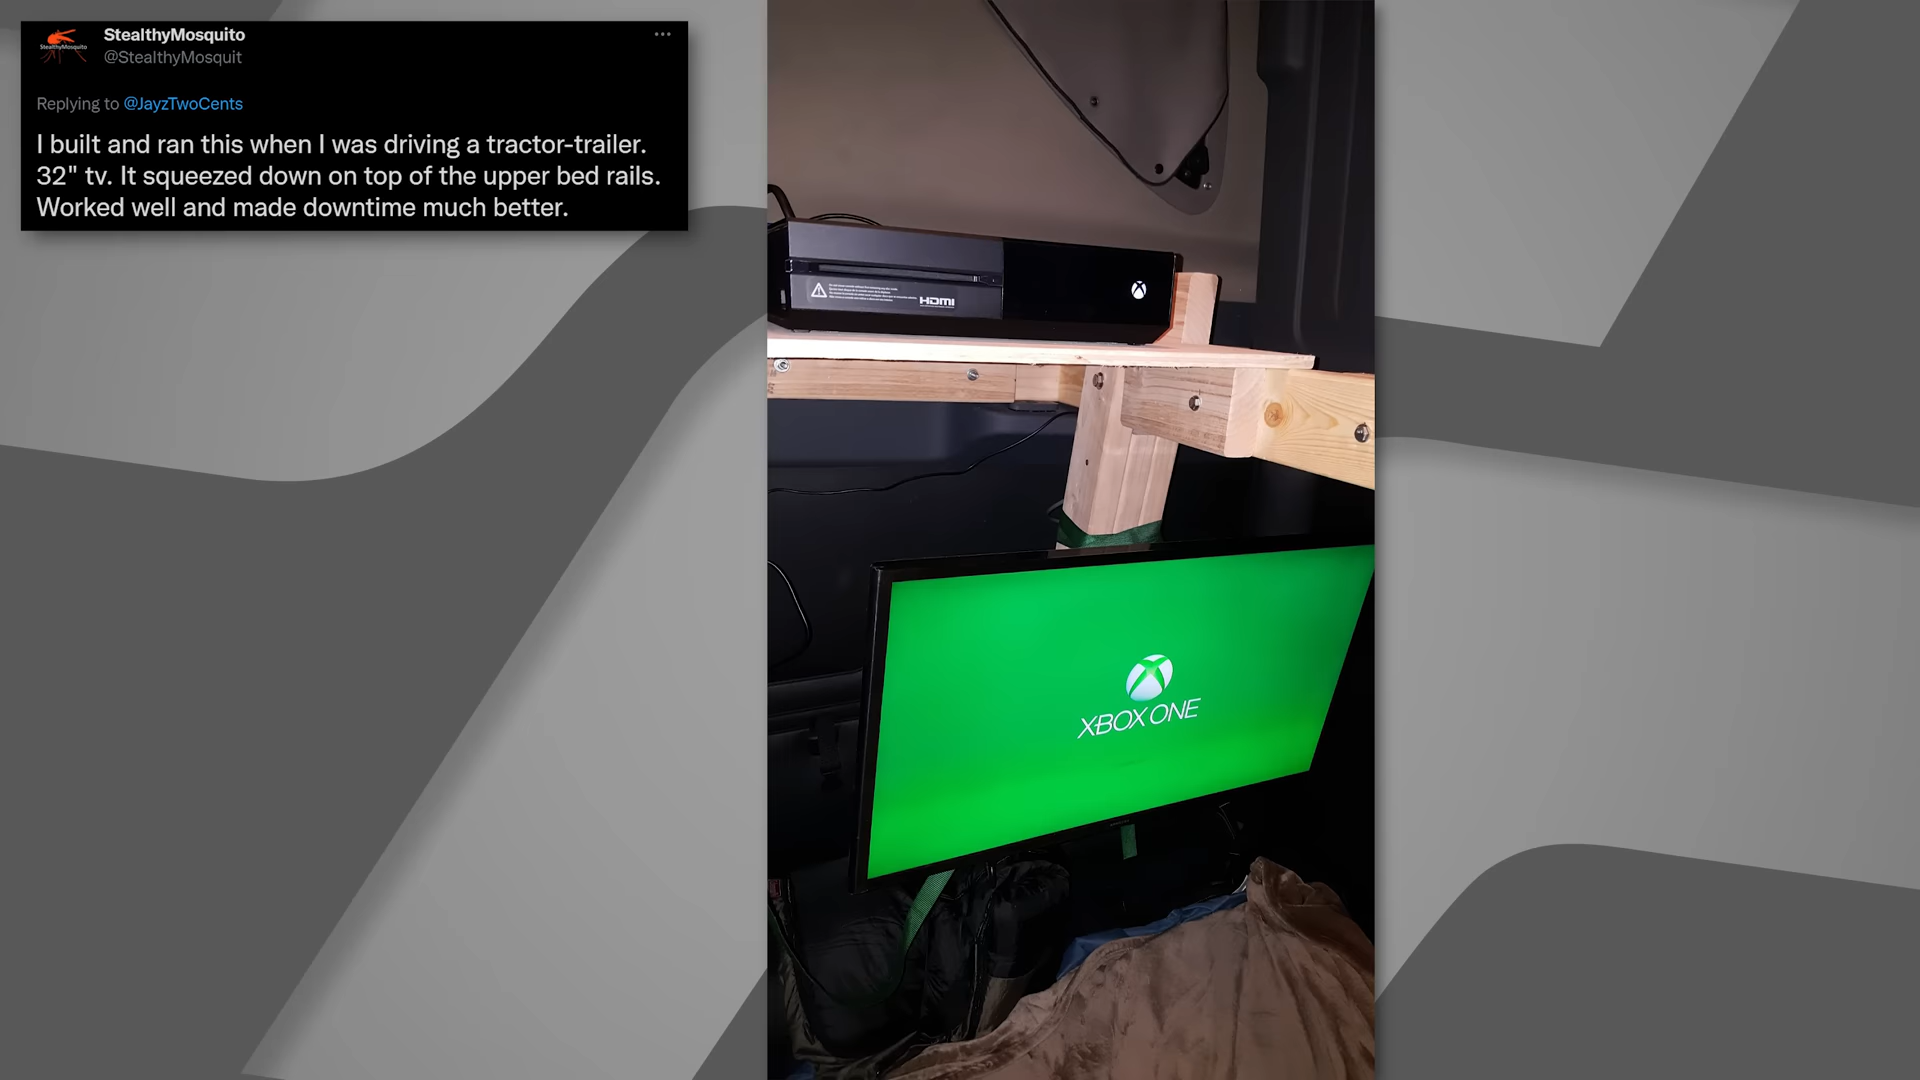 StealthyMosquito
StealthyMosquito
@StealthyMosquit
Replying to @JayzTwoCents
I built and ran this when I was driving a tractor-trailer.
32" tv. It squeezed down on top of the upper bed rails.
Worked well and made downtime much better.
HDMI
XBOX ONE